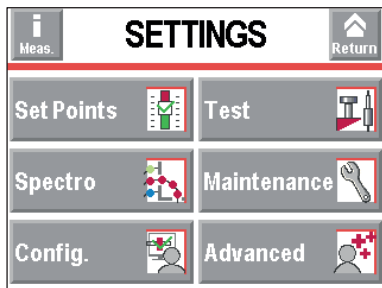 i
Meas.
SETTINGS
Return
Set Points
Test
Spectro
Maintenance
Config.
Advanced